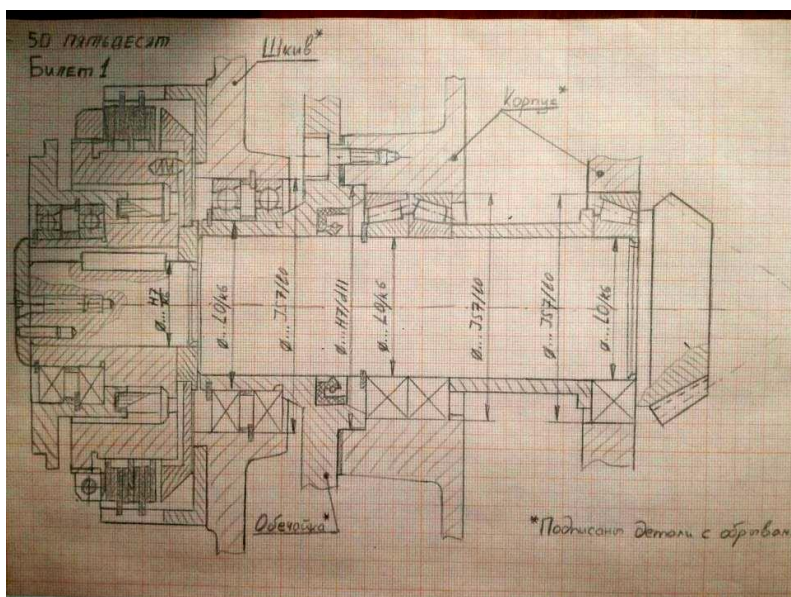 50 пятьдесят
Билет 1
Шкив*
Корпус*
Ø... H7/
Ø... L0/k6
Ø... JS7/l0
Ø... H7/d11
Ø... L0/k6
Ø... JS7/l0
Ø... JS7/l0
Ø... L0/k6
Обечайка*
*Подписаны детали с обрывам